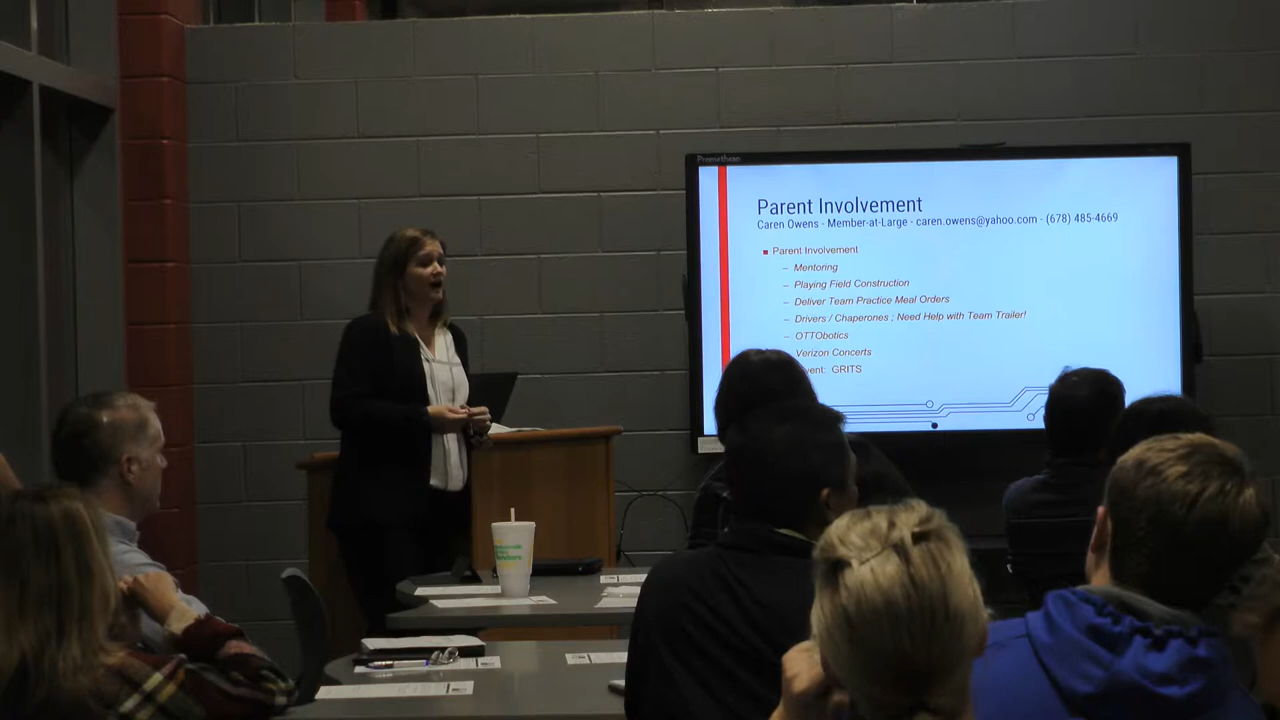 Promethean
Parent Involvement
Caren Owens - Member-at-Large - caren.owens@yahoo.com - (678) 485-4669
■ Parent Involvement
– Mentoring
– Playing Field Construction
– Deliver Team Practice Meal Orders
– Drivers / Chaperones ; Need Help with Team Trailer!
– OTTObotics
Verizon Concerts
vent: GRITS